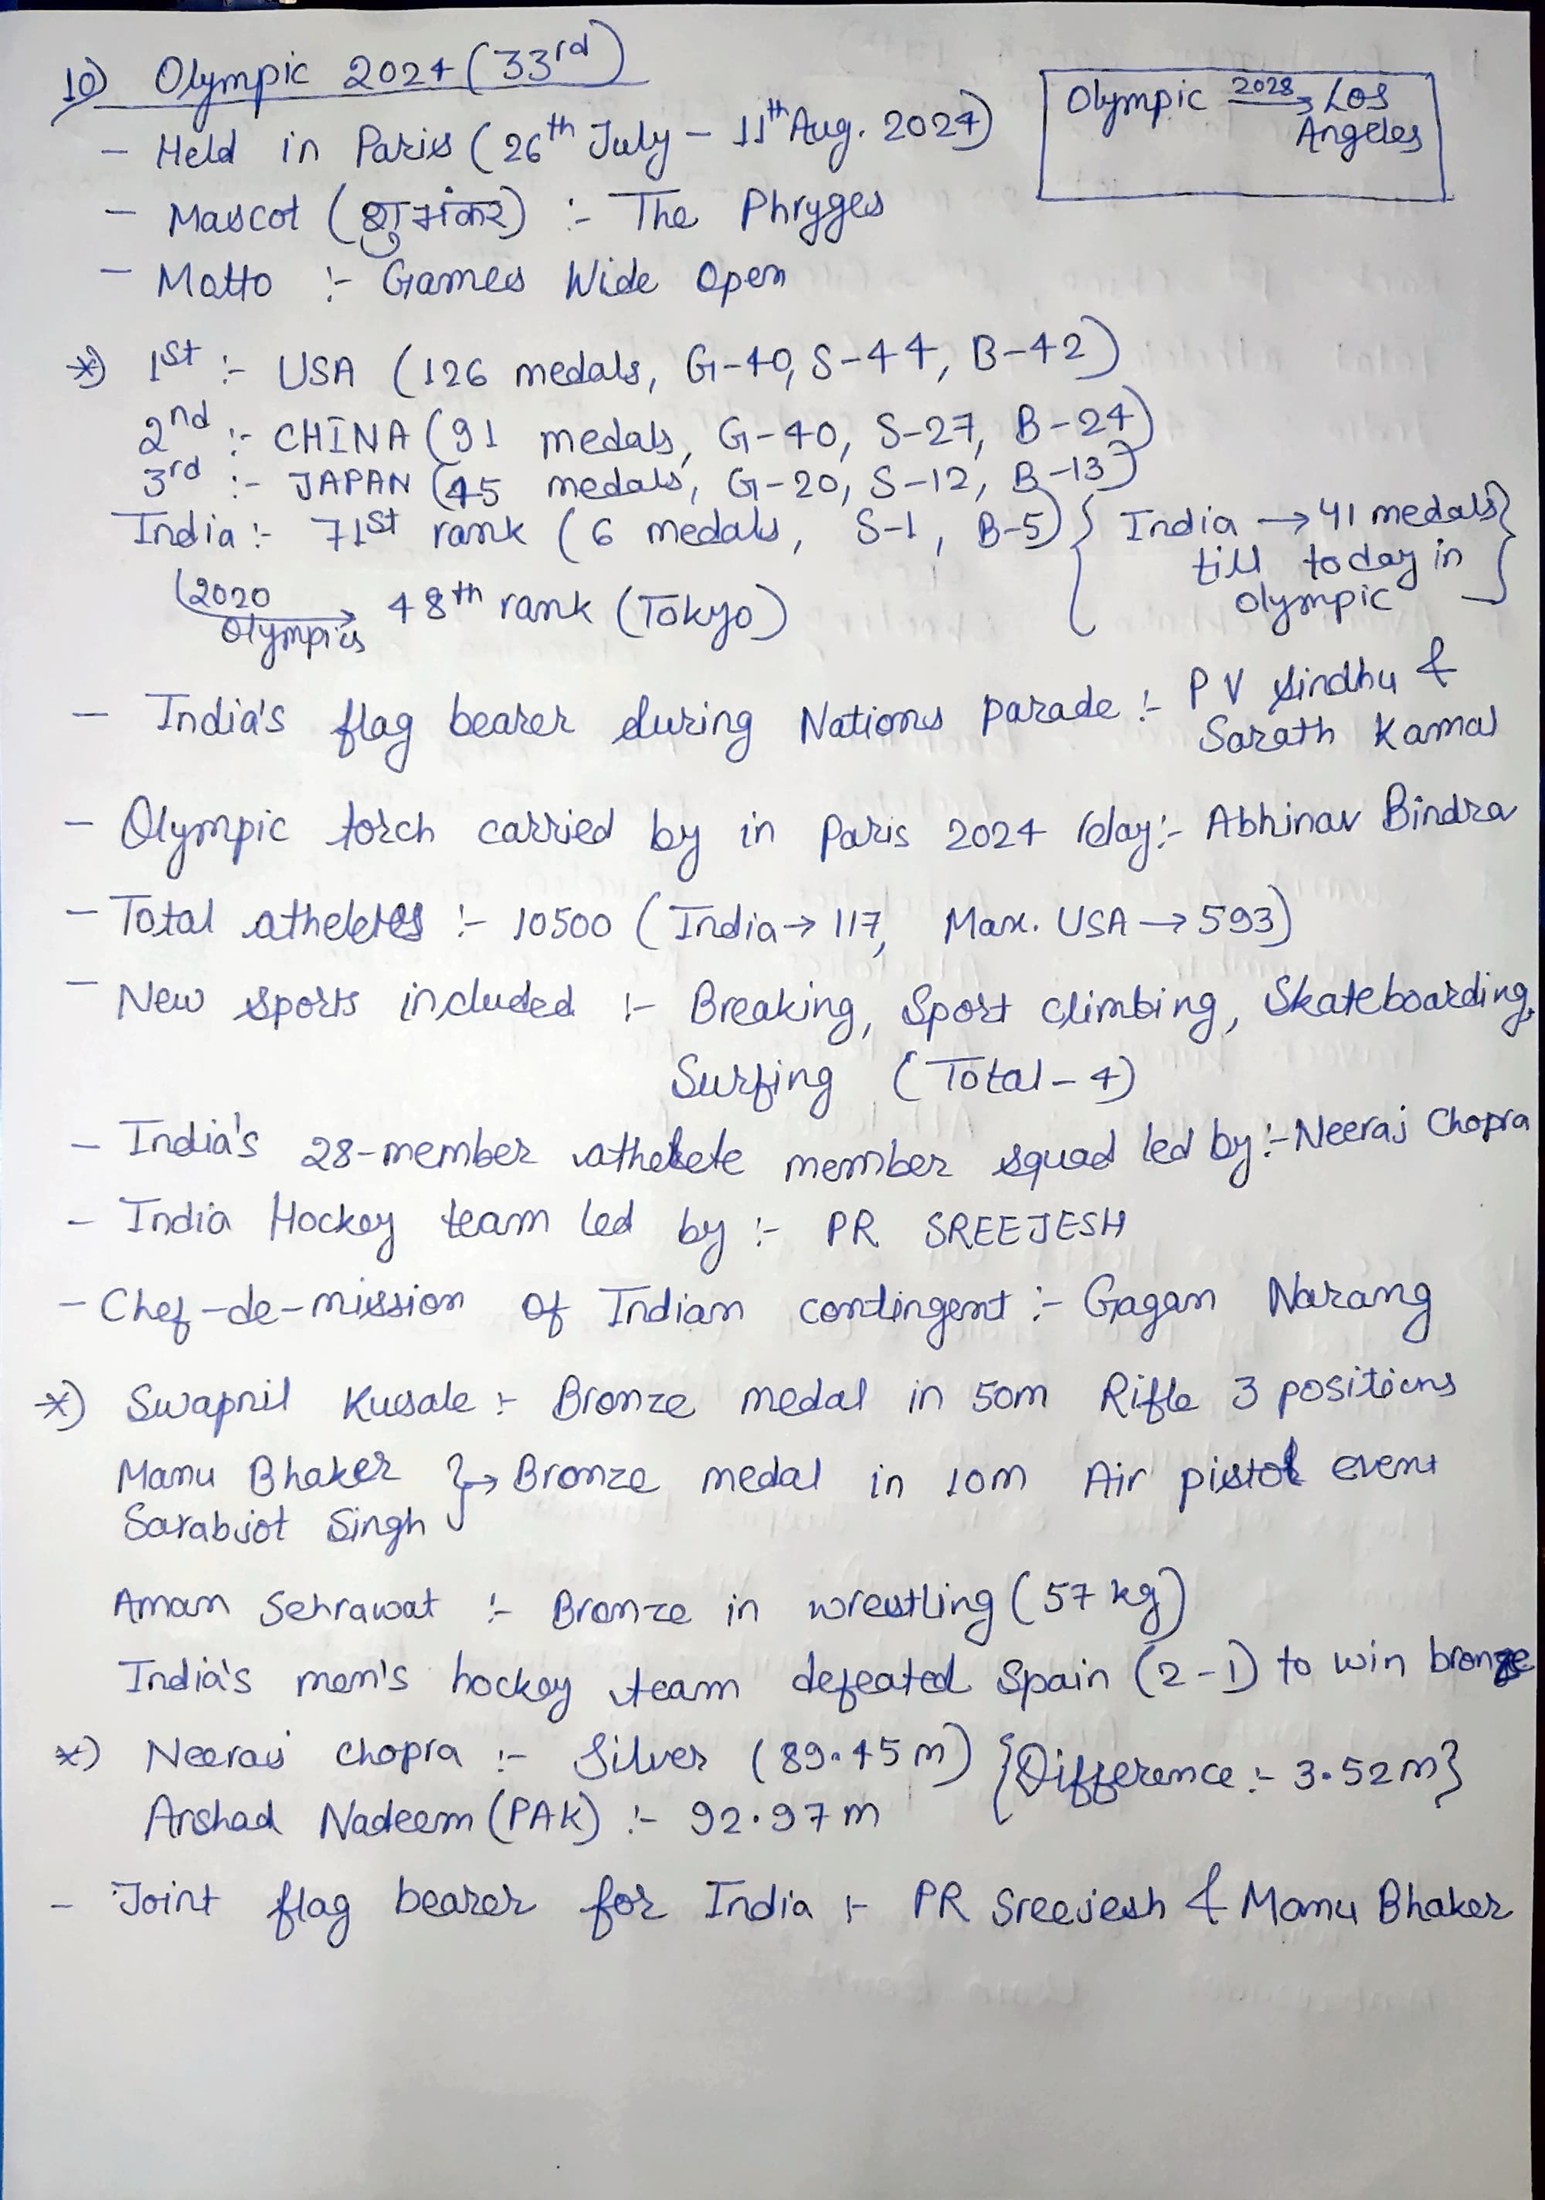 10) Olympic 2024 (33rd)
Olympic 2028→ Los Angeles
- Held in Paris (26th July - 11th Aug. 2024)
- Mascot (शुभंकर) :- The Phryges
- Motto :- Games Wide Open
*) 1st :- USA (126 medals, G-40, S-44, B-42)
2nd :- CHINA (91 medals, G-40, S-27, B-24)
3rd :- JAPAN (45 medals, G-20, S-12, B-13)
India :- 71st rank (6 medals, S-1, B-5) { India → 41 medals till today in olympic }
2020 Olympics → 48th rank (Tokyo)
- India's flag bearer during Nations parade :- P V Sindhu & Sarath Kamal
- Olympic torch carried by in Paris 2024 relay :- Abhinav Bindra
- Total atheletes :- 10500 (India → 117, Max. USA → 593)
- New sports included :- Breaking, Sport climbing, Skateboarding,
Surfing (Total - 4)
- India's 28-member athelete member squad led by :- Neeraj Chopra
- India Hockey team led by :- PR SREEJESH
- Chef-de-mission of Indian contingent :- Gagan Narang
*) Swapnil Kusale :- Bronze medal in 50m Rifle 3 positions
Manu Bhaker
Sarabjot Singh } → Bronze medal in 10m Air pistol event
Aman Sehrawat :- Bronze in wrestling (57 kg)
India's men's hockey team defeated Spain (2-1) to win bronze
*) Neeraj chopra :- Silver (89.45 m) { Difference :- 3.52 m }
Arshad Nadeem (PAK) :- 92.97 m
- Joint flag bearer for India :- PR Sreejesh & Manu Bhaker